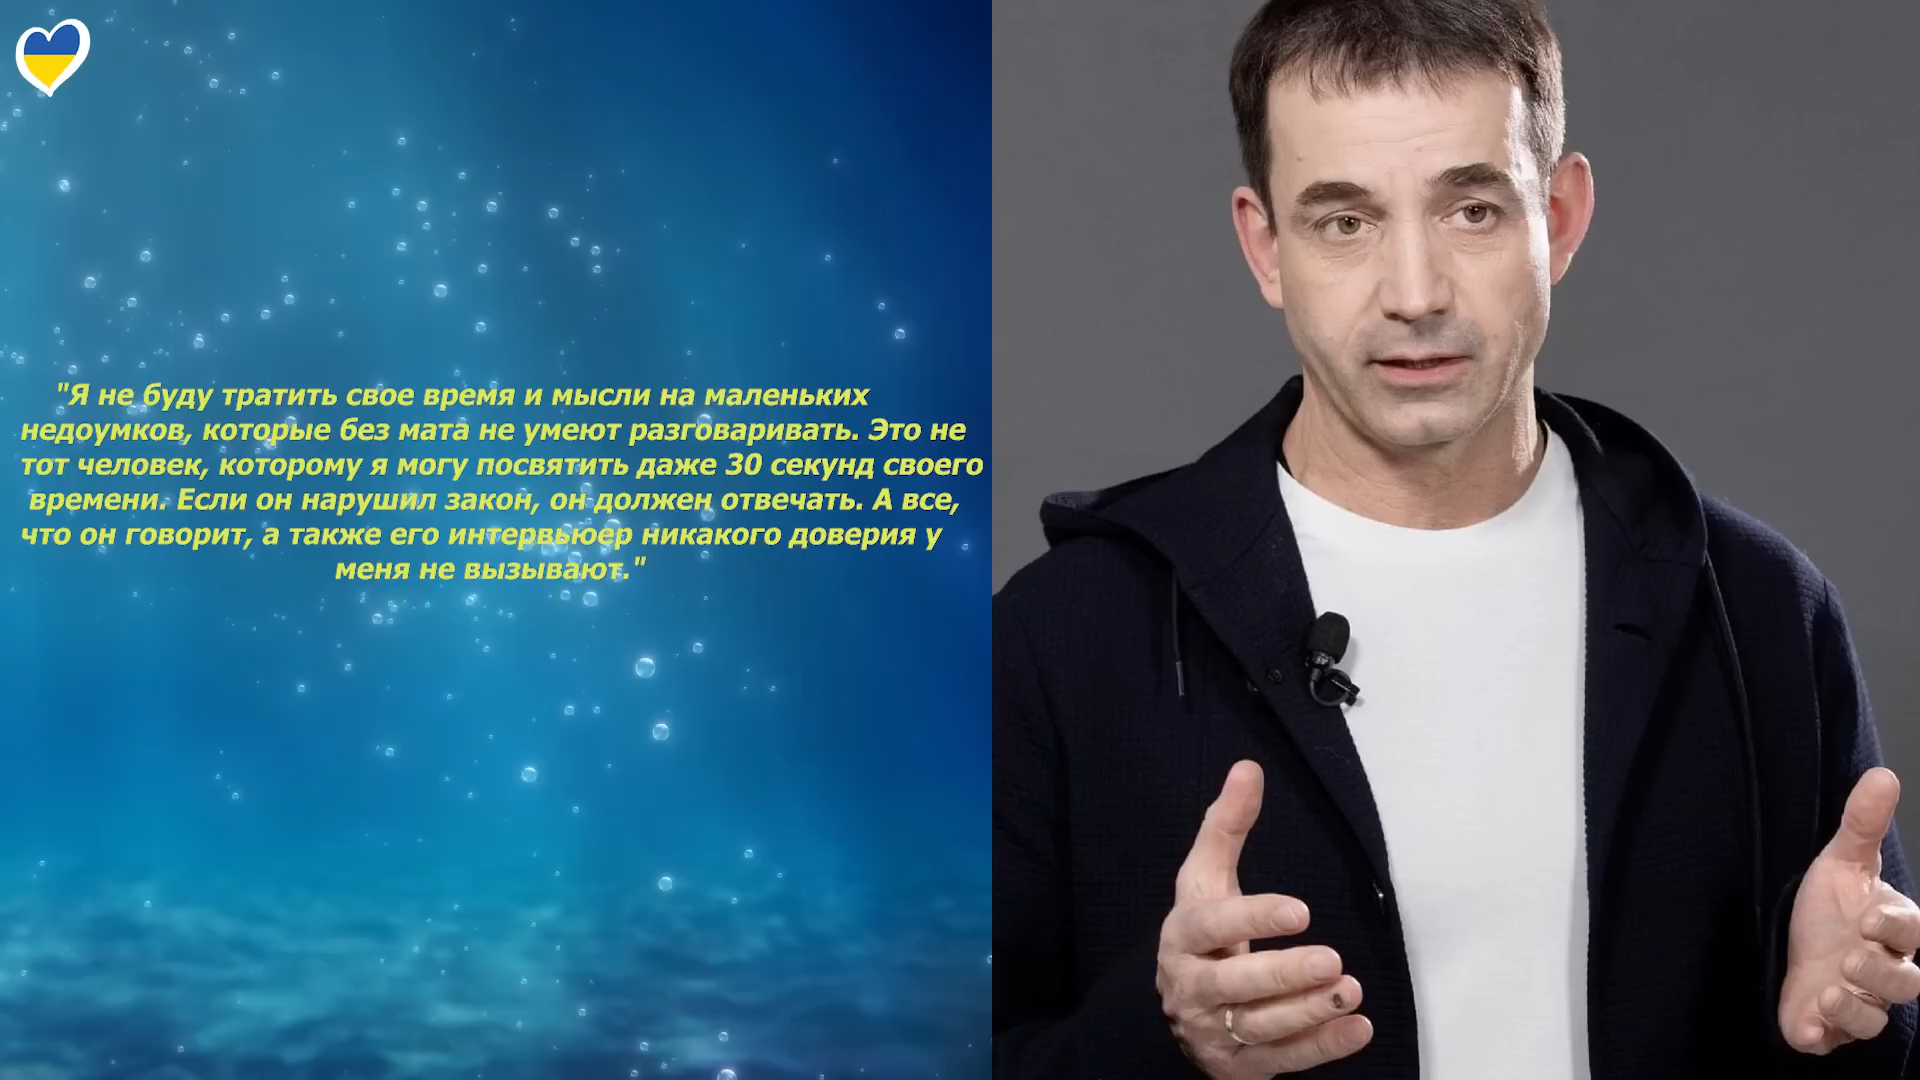 "Я не буду тратить свое время и мысли на маленьких
недоумков, которые без мата не умеют разговаривать. Это не
тот человек, которому я могу посвятить даже 30 секунд своего
времени. Если он нарушил закон, он должен отвечать. А все,
что он говорит, а также его интервьюер никакого доверия у
меня не вызывают."